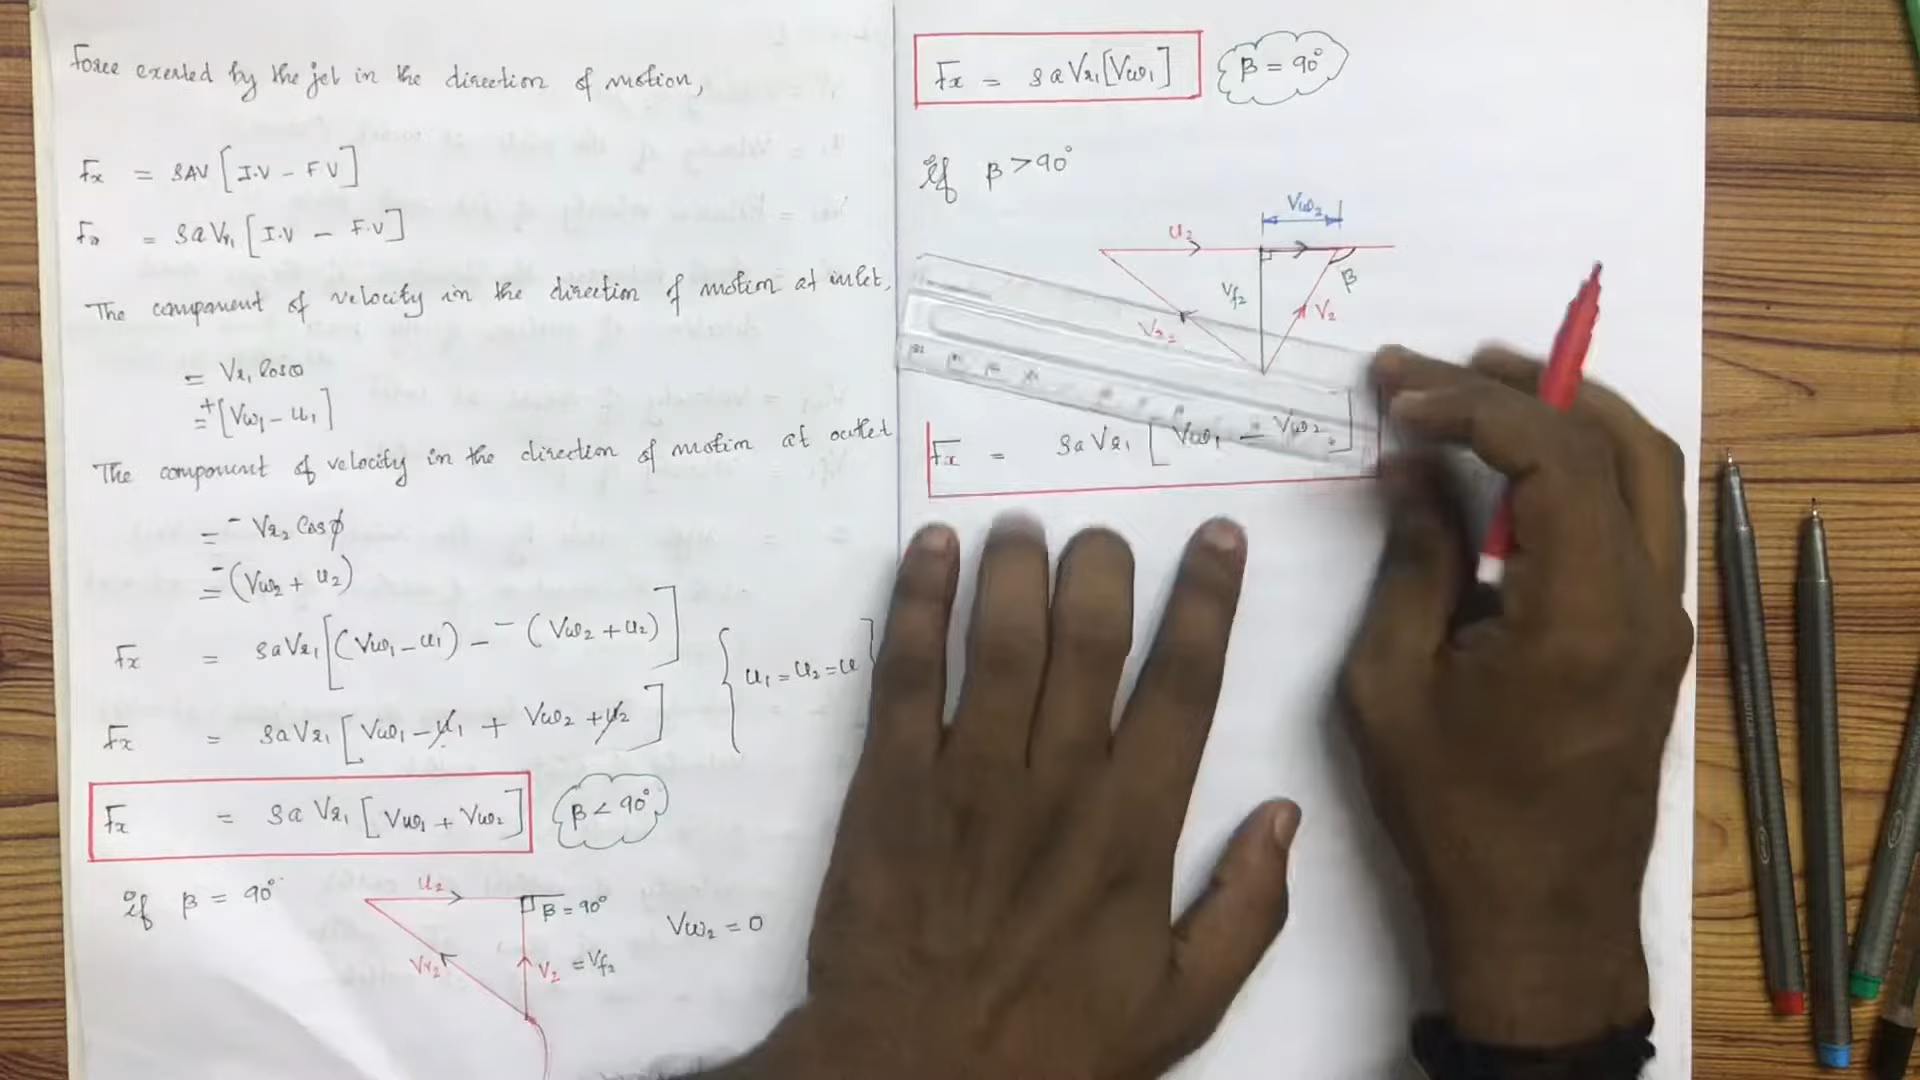 Force exerted by the jet in the direction of motion,
Fx = ρAV [I.V - F.V]
Fx = ρaVr₁ [I.V - F.V]
The component of velocity in the direction of motion at inlet,
= Vr₁ Cosθ
= +[Vw₁ - u₁]
The component of velocity in the direction of motion at outlet
= - Vr₂ Cosϕ
= -(Vw₂ + u₂)
Fx = ρaVr₁ [(Vw₁ - u₁) - - (Vw₂ + u₂)]
{ u₁ = u₂ = u
Fx = ρaVr₁ [Vw₁ - u₁ + Vw₂ + u₂]
Fx = ρaVr₁ [Vw₁ + Vw₂]
β < 90°
if β = 90°
u₂
β = 90°
Vr₂
V₂ = Vf₂
Vw₂ = 0
Fx = ρaVr₁ [Vw₁]
β = 90°
if β > 90°
Vw₂
u₂
β
Vf₂
Vr₂
V₂
Fx = ρaVr₁ [Vw₁ - Vw₂]